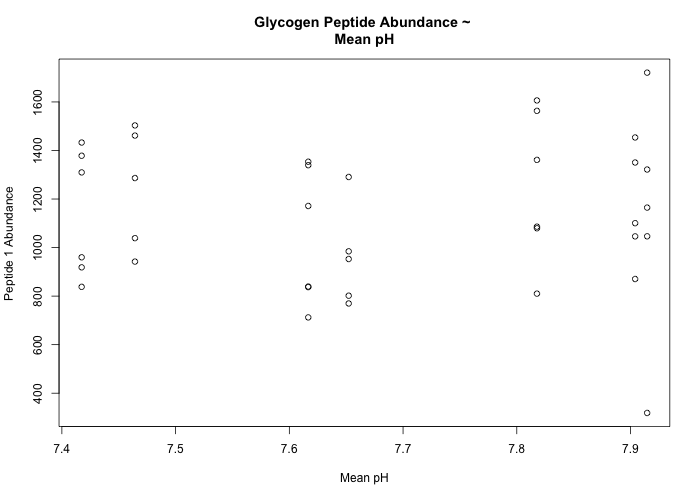 Glycogen Peptide Abundance ~
Mean pH
Peptide 1 Abundance
1600
1400
1200
1000
800
600
400
7.4 7.5 7.6 7.7 7.8 7.9
Mean pH